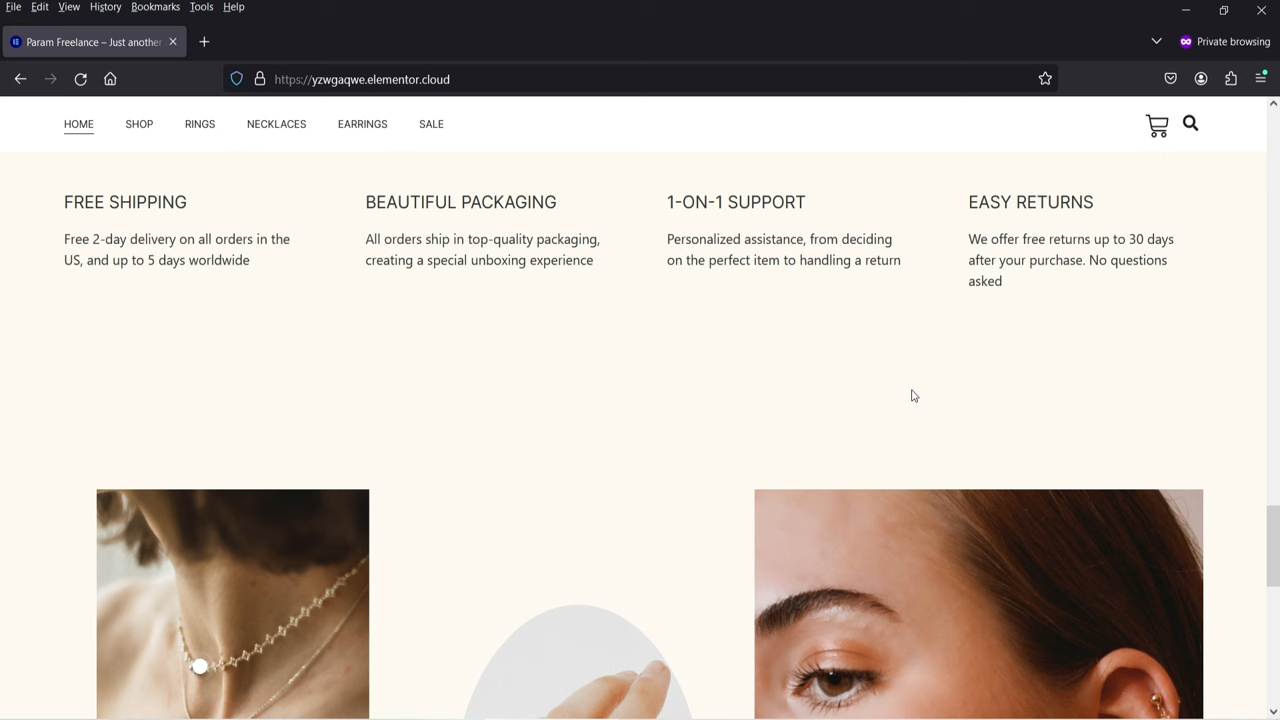 File Edit View History Bookmarks Tools Help
Param Freelance – Just another
Private browsing
https://yzwgaqwe.elementor.cloud
HOME SHOP RINGS NECKLACES EARRINGS SALE
FREE SHIPPING
Free 2-day delivery on all orders in the
US, and up to 5 days worldwide
BEAUTIFUL PACKAGING
All orders ship in top-quality packaging,
creating a special unboxing experience
1-ON-1 SUPPORT
Personalized assistance, from deciding
on the perfect item to handling a return
EASY RETURNS
We offer free returns up to 30 days
after your purchase. No questions
asked